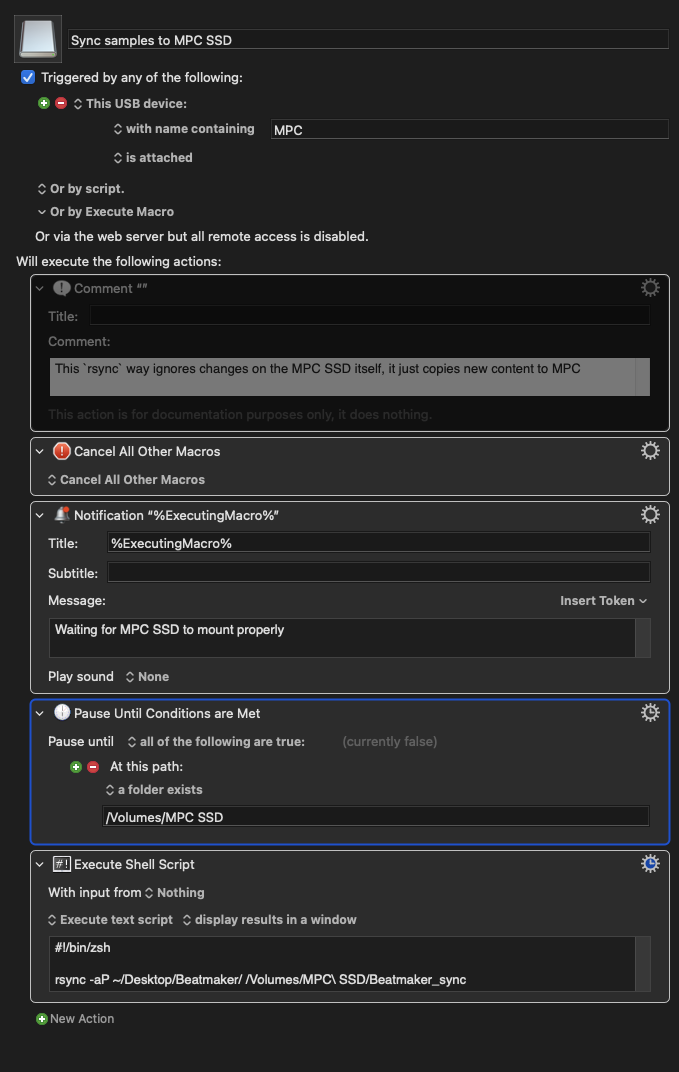 Sync samples to MPC SSD
Triggered by any of the following:
This USB device:
with name containing MPC
is attached
Or by script.
Or by Execute Macro
Or via the web server but all remote access is disabled.
Will execute the following actions:
Comment “”
Title:
Comment:
This `rsync` way ignores changes on the MPC SSD itself, it just copies new content to MPC
This action is for documentation purposes only, it does nothing.
Cancel All Other Macros
Cancel All Other Macros
Notification “%ExecutingMacro%”
Title: %ExecutingMacro%
Subtitle:
Message: Insert Token
Waiting for MPC SSD to mount properly
Play sound None
Pause Until Conditions are Met
Pause until all of the following are true: (currently false)
At this path:
a folder exists
/Volumes/MPC SSD
#! Execute Shell Script
With input from Nothing
Execute text script display results in a window
#!/bin/zsh
rsync -aP ~/Desktop/Beatmaker/ /Volumes/MPC\ SSD/Beatmaker_sync
New Action